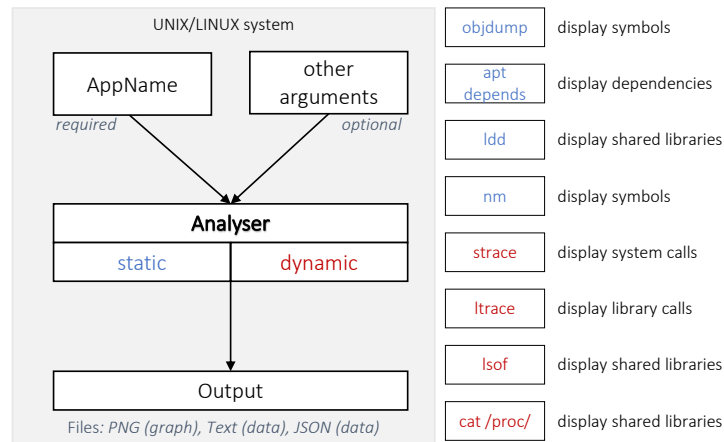 UNIX/LINUX system
AppName
required
other
arguments
optional
Analyser
static
dynamic
Output
Files: PNG (graph), Text (data), JSON (data)
objdump
display symbols
apt
depends
display dependencies
ldd
display shared libraries
nm
display symbols
strace
display system calls
ltrace
display library calls
lsof
display shared libraries
cat /proc/
display shared libraries